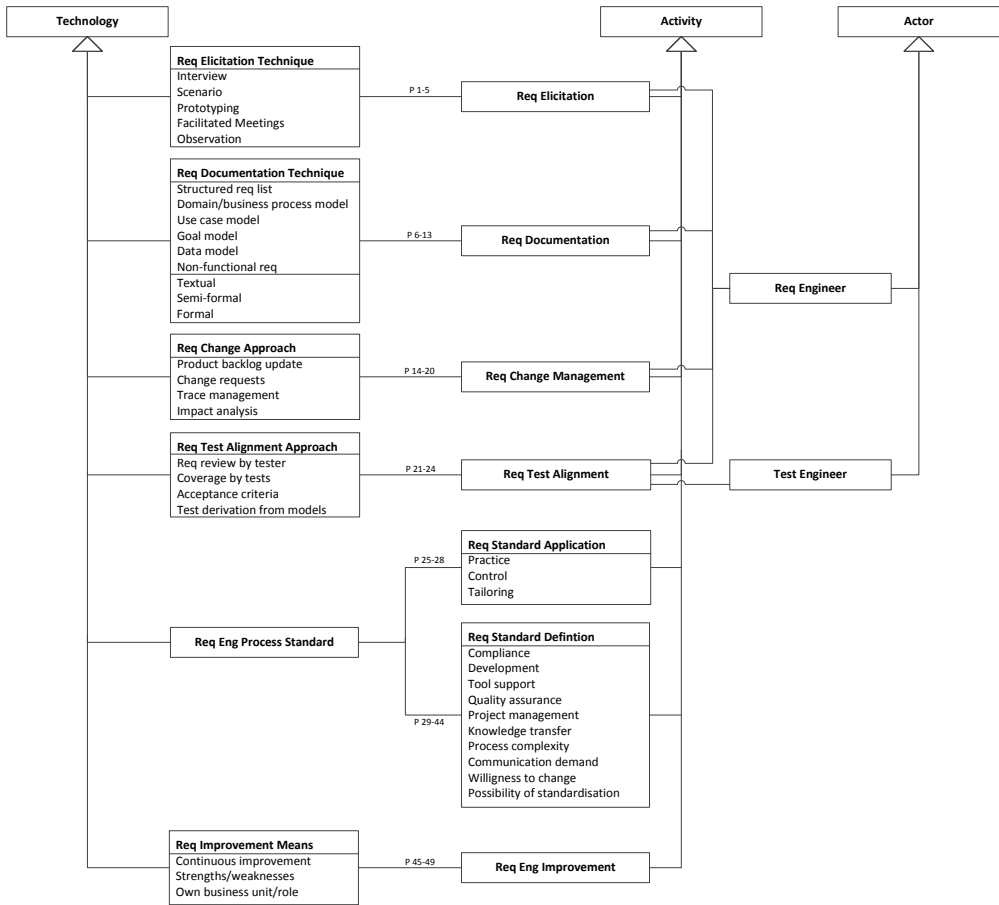 Technology
Activity
Actor
Req Elicitation Technique
Interview
Scenario
Prototyping
Facilitated Meetings
Observation
P 1-5
Req Elicitation
Req Documentation Technique
Structured req list
Domain/business process model
Use case model
Goal model
Data model
Non-functional req
Textual
Semi-formal
Formal
P 6-13
Req Documentation
Req Engineer
Req Change Approach
Product backlog update
Change requests
Trace management
Impact analysis
P 14-20
Req Change Management
Req Test Alignment Approach
Req review by tester
Coverage by tests
Acceptance criteria
Test derivation from models
P 21-24
Req Test Alignment
Test Engineer
Req Eng Process Standard
P 25-28
Req Standard Application
Practice
Control
Tailoring
P 29-44
Req Standard Defintion
Compliance
Development
Tool support
Quality assurance
Project management
Knowledge transfer
Process complexity
Communication demand
Willigness to change
Possibility of standardisation
Req Improvement Means
Continuous improvement
Strengths/weaknesses
Own business unit/role
P 45-49
Req Eng Improvement